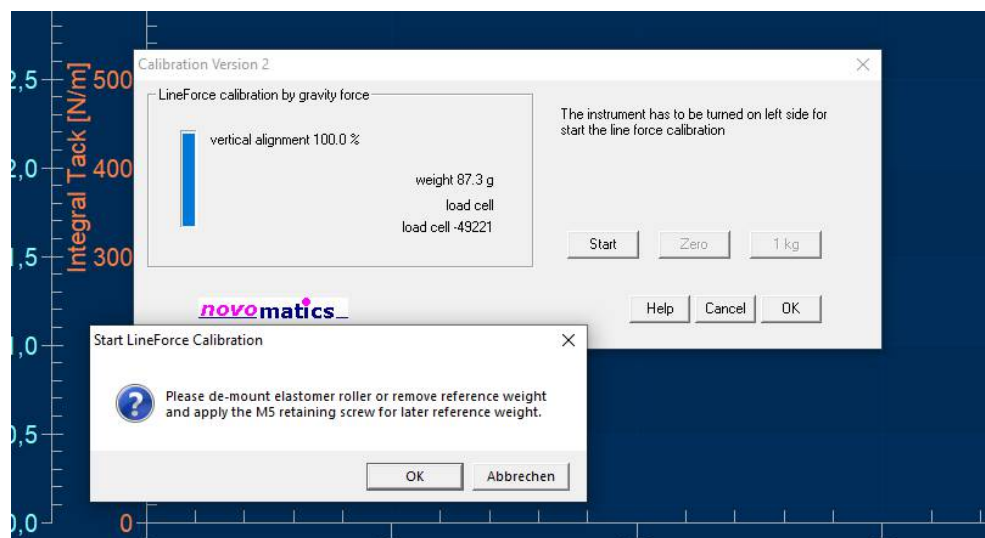 2,5
2,0
1,5
1,0
0,5
0,0
Integral Tack [N/m]
500
400
300
0
Calibration Version 2
LineForce calibration by gravity force
vertical alignment 100.0 %
weight 87.3 g
load cell
load cell -49221
The instrument has to be turned on left side for
start the line force calibration
Start
Zero
1 kg
novomatics_
Help
Cancel
OK
Start LineForce Calibration
Please de-mount elastomer roller or remove reference weight
and apply the M5 retaining screw for later reference weight.
OK
Abbrechen